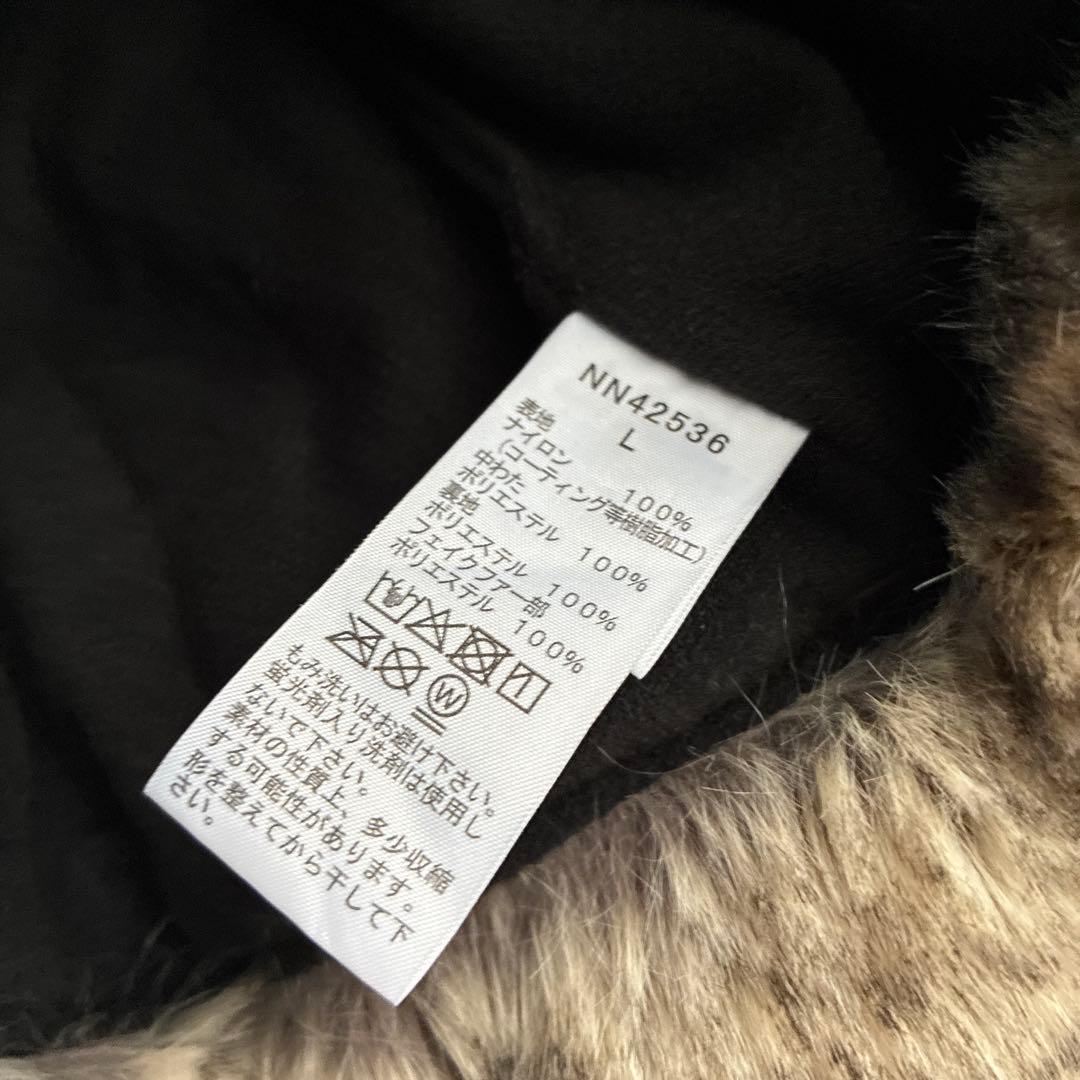 NN42536
L
表地
ナイロン 100%
(コーティング等樹脂加工)
中わた
ポリエステル 100%
裏地
ポリエステル 100%
フェイクファー部
ポリエステル 100%
W
もみ洗いはお避け下さい。
蛍光剤入り洗剤は使用し
ないで下さい。
素材の性質上、多少収縮
する可能性があります。
形を整えてから干して下
さい。